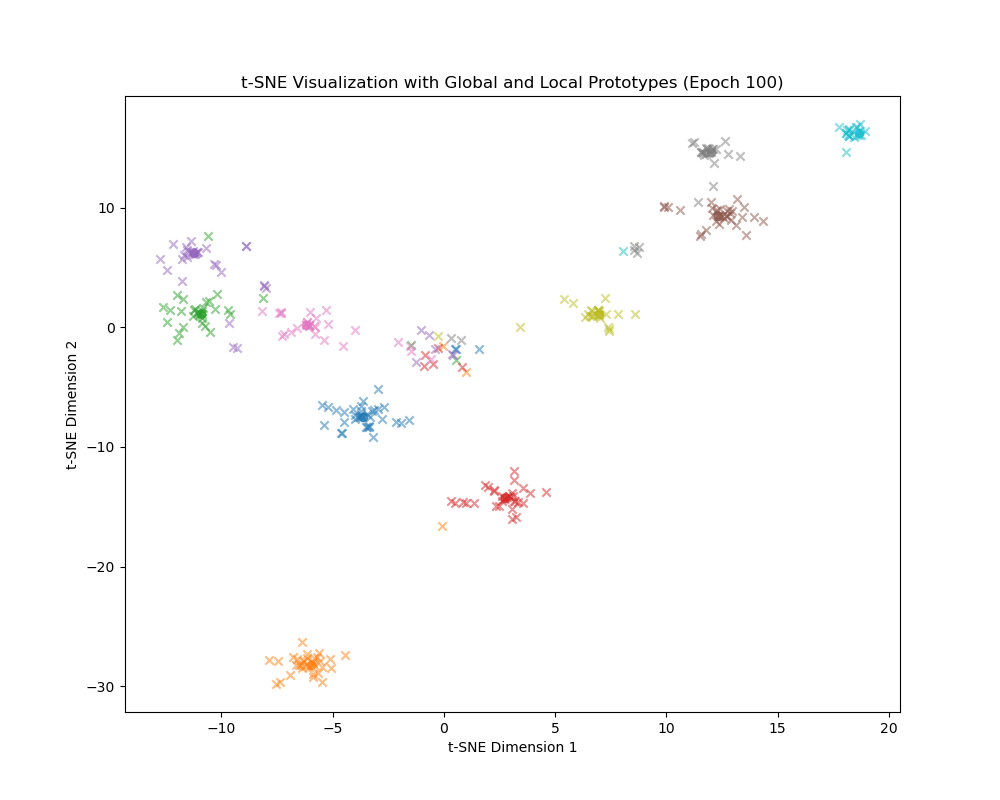 t-SNE Visualization with Global and Local Prototypes (Epoch 100)
10
0
−10
−20
−30
t-SNE Dimension 2
−10 −5 0 5 10 15 20
t-SNE Dimension 1